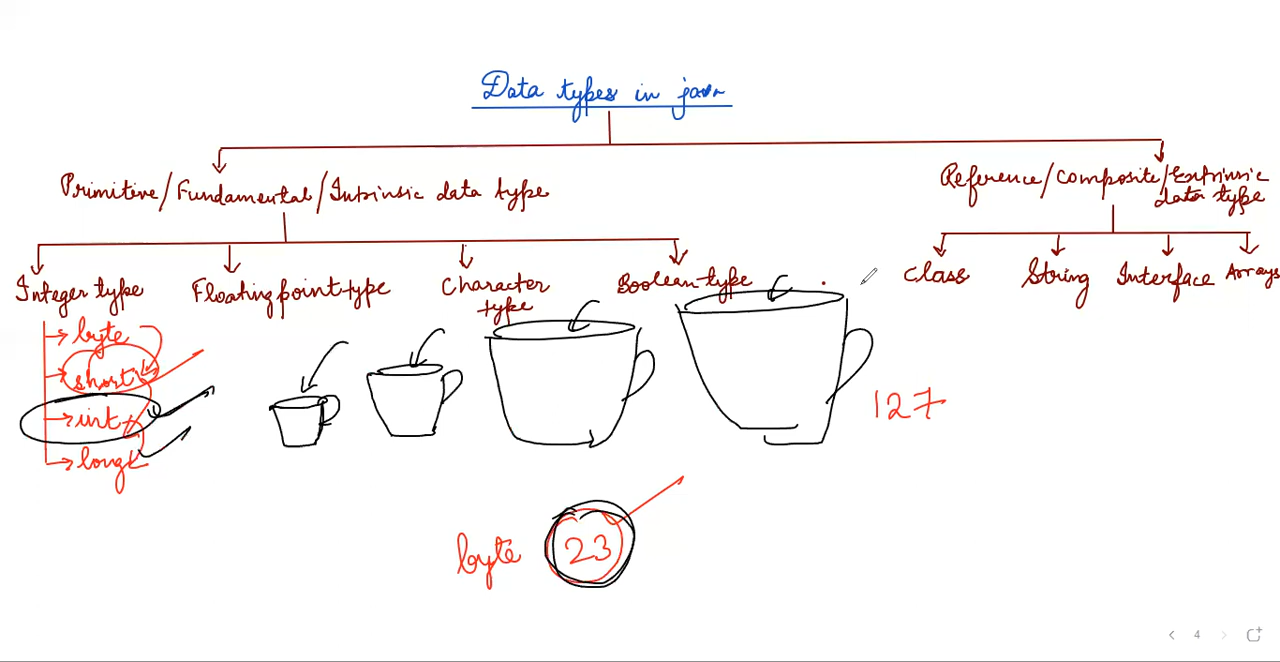 Data types in java
Primitive/Fundamental/Intrinsic data type
Reference/Composite/Extrinsic
data type
Integer type
Floating point type
Character
type
Boolean type
Class
String
Interface
Arrays
byte
short
int
long
127
byte 23
4